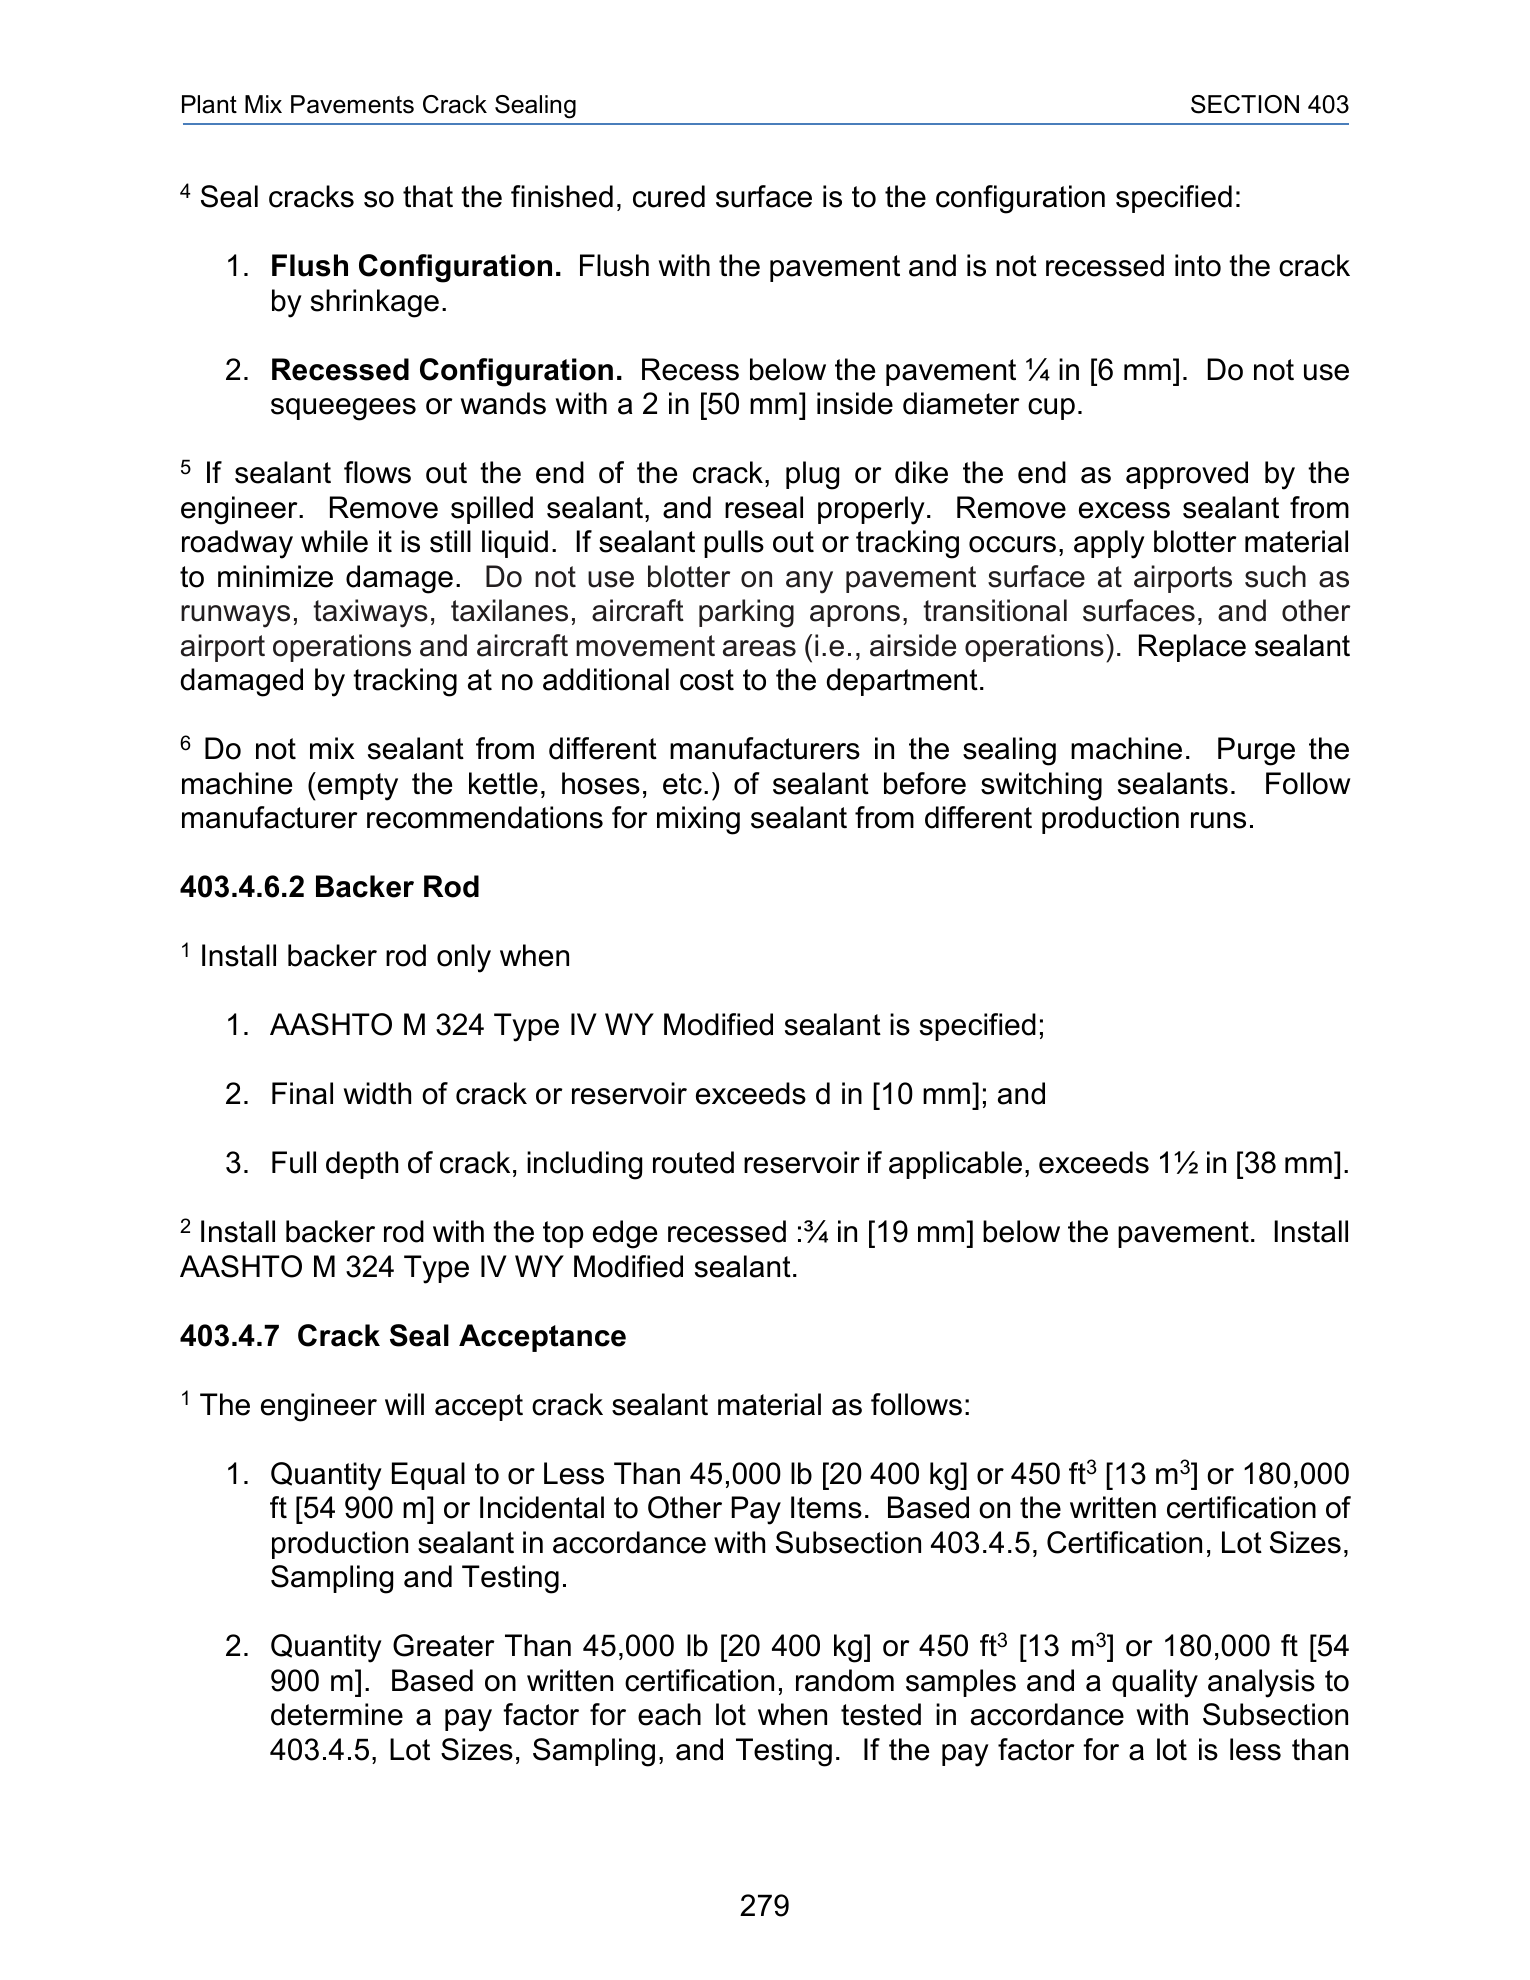 Plant Mix Pavements Crack Sealing SECTION 403
⁴ Seal cracks so that the finished, cured surface is to the configuration specified:
1. Flush Configuration. Flush with the pavement and is not recessed into the crack
by shrinkage.
2. Recessed Configuration. Recess below the pavement ¼ in [6 mm]. Do not use
squeegees or wands with a 2 in [50 mm] inside diameter cup.
⁵ If sealant flows out the end of the crack, plug or dike the end as approved by the
engineer. Remove spilled sealant, and reseal properly. Remove excess sealant from
roadway while it is still liquid. If sealant pulls out or tracking occurs, apply blotter material
to minimize damage. Do not use blotter on any pavement surface at airports such as
runways, taxiways, taxilanes, aircraft parking aprons, transitional surfaces, and other
airport operations and aircraft movement areas (i.e., airside operations). Replace sealant
damaged by tracking at no additional cost to the department.
⁶ Do not mix sealant from different manufacturers in the sealing machine. Purge the
machine (empty the kettle, hoses, etc.) of sealant before switching sealants. Follow
manufacturer recommendations for mixing sealant from different production runs.
403.4.6.2 Backer Rod
¹ Install backer rod only when
1. AASHTO M 324 Type IV WY Modified sealant is specified;
2. Final width of crack or reservoir exceeds d in [10 mm]; and
3. Full depth of crack, including routed reservoir if applicable, exceeds 1½ in [38 mm].
² Install backer rod with the top edge recessed :¾ in [19 mm] below the pavement. Install
AASHTO M 324 Type IV WY Modified sealant.
403.4.7 Crack Seal Acceptance
¹ The engineer will accept crack sealant material as follows:
1. Quantity Equal to or Less Than 45,000 lb [20 400 kg] or 450 ft³ [13 m³] or 180,000
ft [54 900 m] or Incidental to Other Pay Items. Based on the written certification of
production sealant in accordance with Subsection 403.4.5, Certification, Lot Sizes,
Sampling and Testing.
2. Quantity Greater Than 45,000 lb [20 400 kg] or 450 ft³ [13 m³] or 180,000 ft [54
900 m]. Based on written certification, random samples and a quality analysis to
determine a pay factor for each lot when tested in accordance with Subsection
403.4.5, Lot Sizes, Sampling, and Testing. If the pay factor for a lot is less than
279